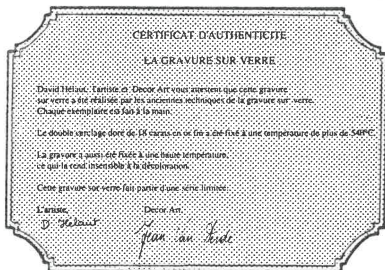 CERTIFICAT D'AUTHENTICITE
LA GRAVURE SUR VERRE
David Hélaut, l'artiste et Decor Art vous attestent que cette gravure
sur verre a été réalisée par les anciennes techniques de la gravure sur verre.
Chaque exemplaire est fait à la main.
Le double cerclage doré de 18 carats en or fin a été fixé à une température de plus de 540°C.
La gravure a aussi été fixée à une haute température,
ce qui la rend insensible à la décoloration.
Cette gravure sur verre fait partie d'une série limitée.
L'artiste, Decor Art,
D Hélaut Jean